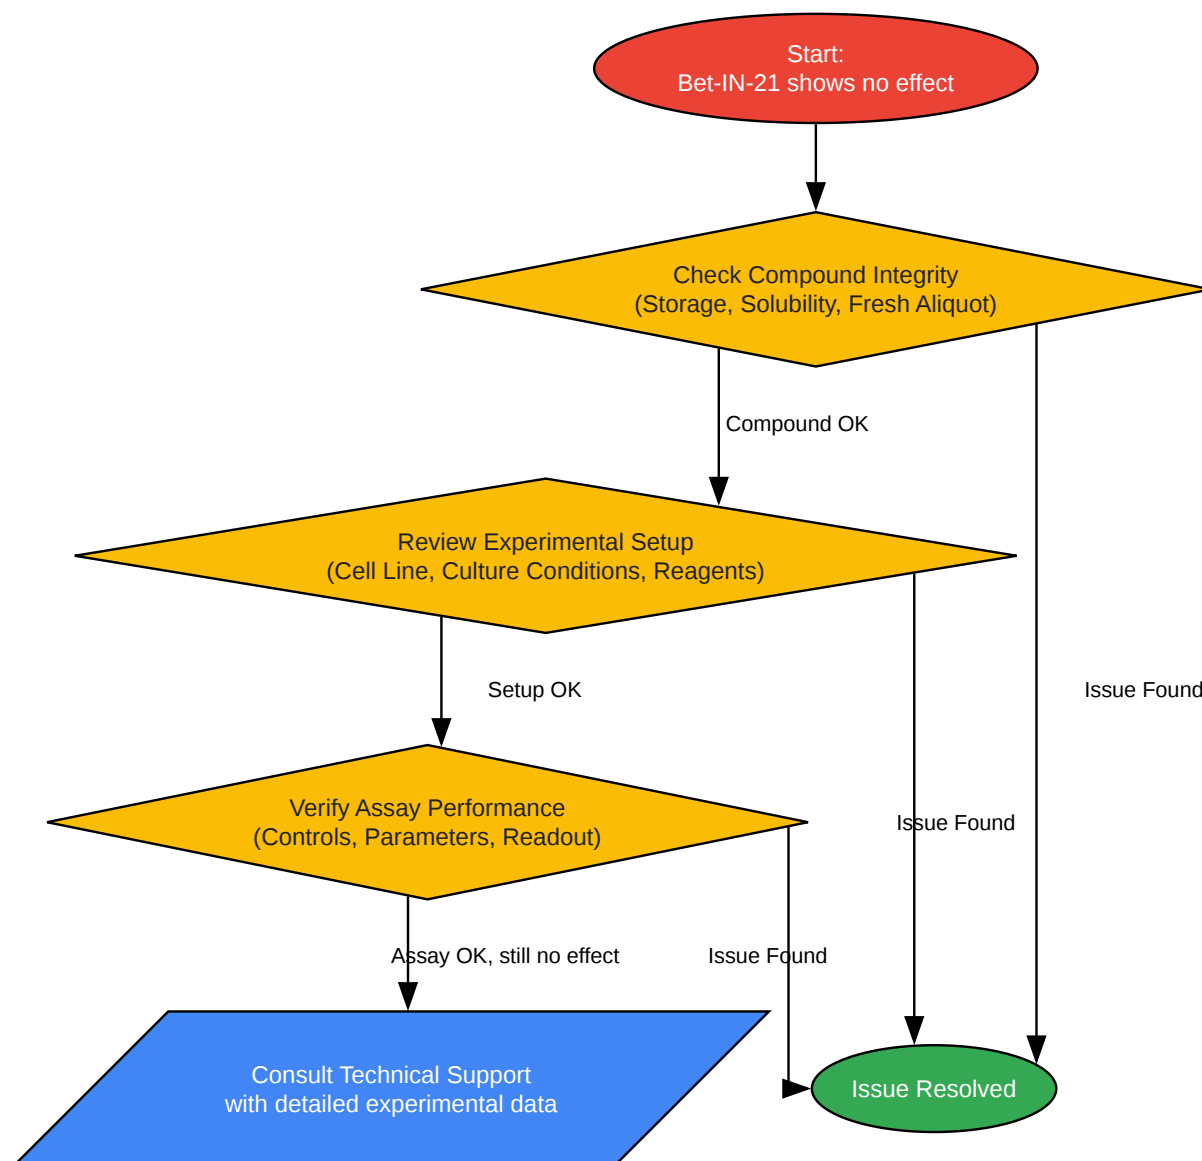 Start:
Bet-IN-21 shows no effect
Check Compound Integrity
(Storage, Solubility, Fresh Aliquot)
Compound OK
Review Experimental Setup
(Cell Line, Culture Conditions, Reagents)
Setup OK
Issue Found
Verify Assay Performance
(Controls, Parameters, Readout)
Issue Found
Assay OK, still no effect
Issue Found
Consult Technical Support
with detailed experimental data
Issue Resolved